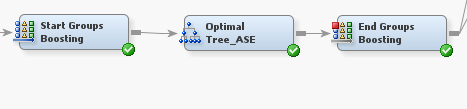 Start Groups
Boosting
Optimal
Tree_ASE
End Groups
Boosting